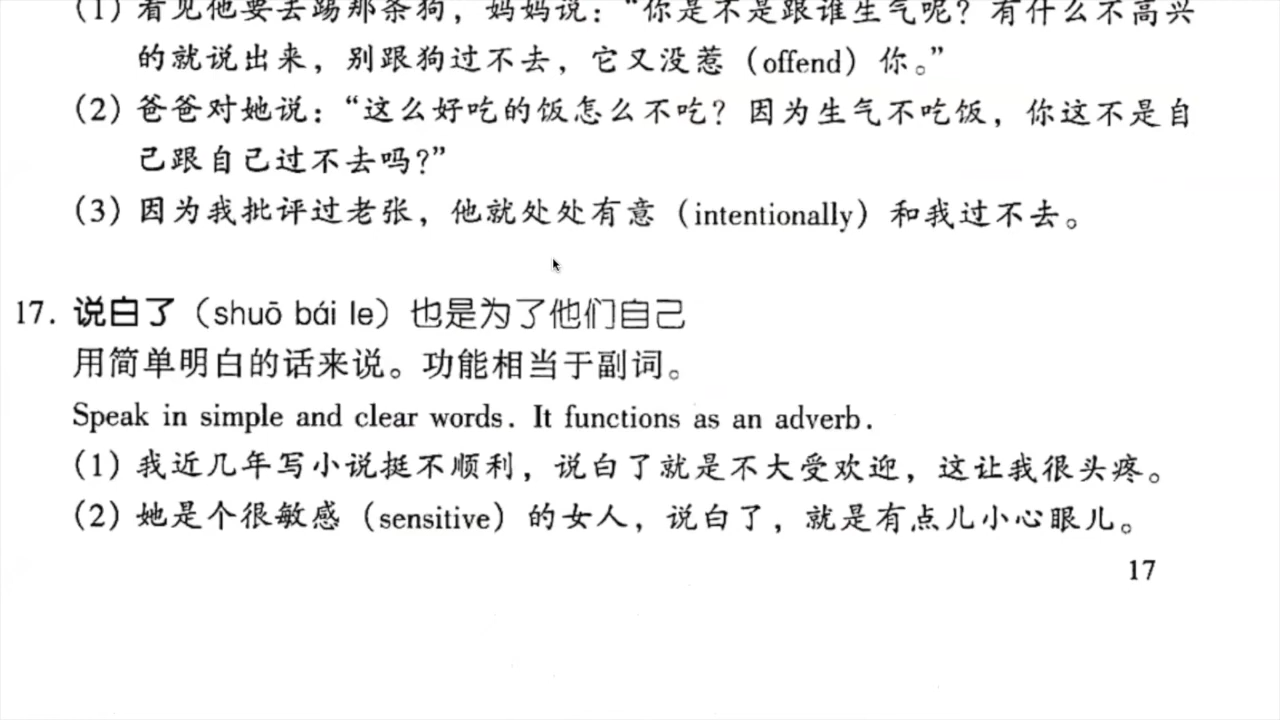 (1) 看见他要去踢那条狗，妈妈说：“你是不是跟谁生气呢？有什么不高兴
的就说出来，别跟狗过不去，它又没惹（offend）你。”
(2) 爸爸对她说：“这么好吃的饭怎么不吃？因为生气不吃饭，你这不是自
己跟自己过不去吗？”
(3) 因为我批评过老张，他就处处有意（intentionally）和我过不去。
17. 说白了（shuō bái le）也是为了他们自己
用简单明白的话来说。功能相当于副词。
Speak in simple and clear words. It functions as an adverb.
(1) 我近几年写小说挺不顺利，说白了就是不大受欢迎，这让我很头疼。
(2) 她是个很敏感（sensitive）的女人，说白了，就是有点儿小心眼儿。
17